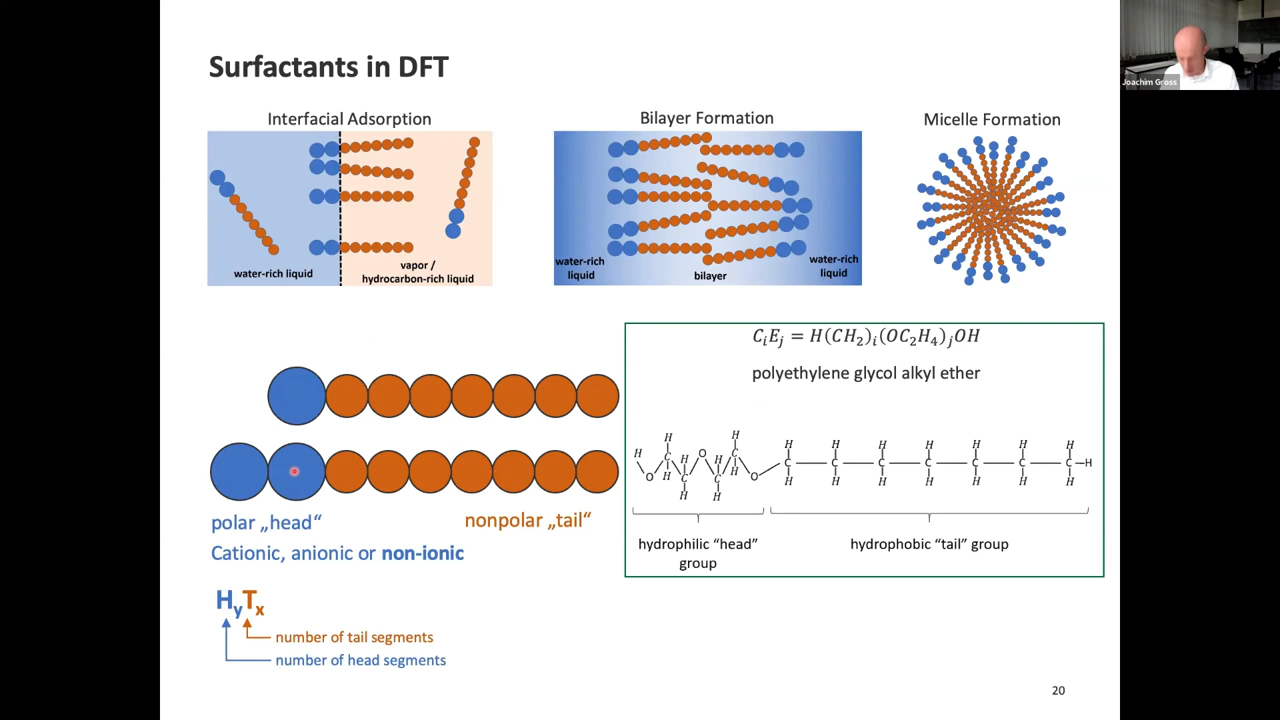 Surfactants in DFT
Interfacial Adsorption
Bilayer Formation
Micelle Formation
water-rich liquid
vapor /
hydrocarbon-rich liquid
water-rich
liquid
bilayer
water-rich
liquid
Joachim Gross
C_iE_j = H(CH_2)_i(OC_2H_4)_jOH
polyethylene glycol alkyl ether
H H H H H H H H H
H C H O C H C C C C C C C H
O H C H C H O H H H H H H H
H H
polar „head“
nonpolar „tail“
hydrophilic “head”
group
hydrophobic “tail” group
Cationic, anionic or non-ionic
H_yT_x
number of tail segments
number of head segments
20